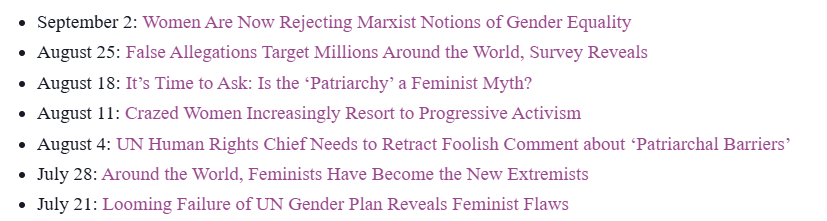 September 2: Women Are Now Rejecting Marxist Notions of Gender Equality
August 25: False Allegations Target Millions Around the World, Survey Reveals
August 18: It’s Time to Ask: Is the ‘Patriarchy’ a Feminist Myth?
August 11: Crazed Women Increasingly Resort to Progressive Activism
August 4: UN Human Rights Chief Needs to Retract Foolish Comment about ‘Patriarchal Barriers’
July 28: Around the World, Feminists Have Become the New Extremists
July 21: Looming Failure of UN Gender Plan Reveals Feminist Flaws